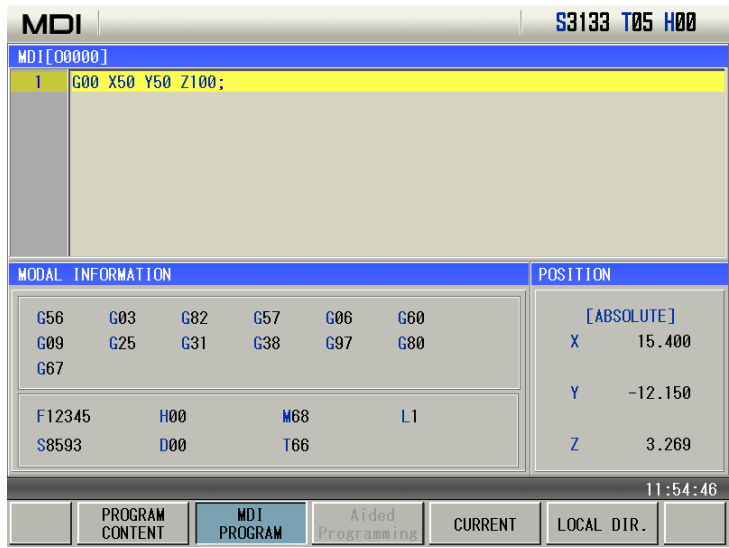 MDI S3133 T05 H00
MDI[O0000]
1 G00 X50 Y50 Z100;
MODAL INFORMATION POSITION
G56 G03 G82 G57 G06 G60 [ABSOLUTE]
G09 G25 G31 G38 G97 G80 X 15.400
G67
Y -12.150
F12345 H00 M68 L1
S8593 D00 T66 Z 3.269
11:54:46
PROGRAM MDI Aided CURRENT LOCAL DIR.
CONTENT PROGRAM Programming